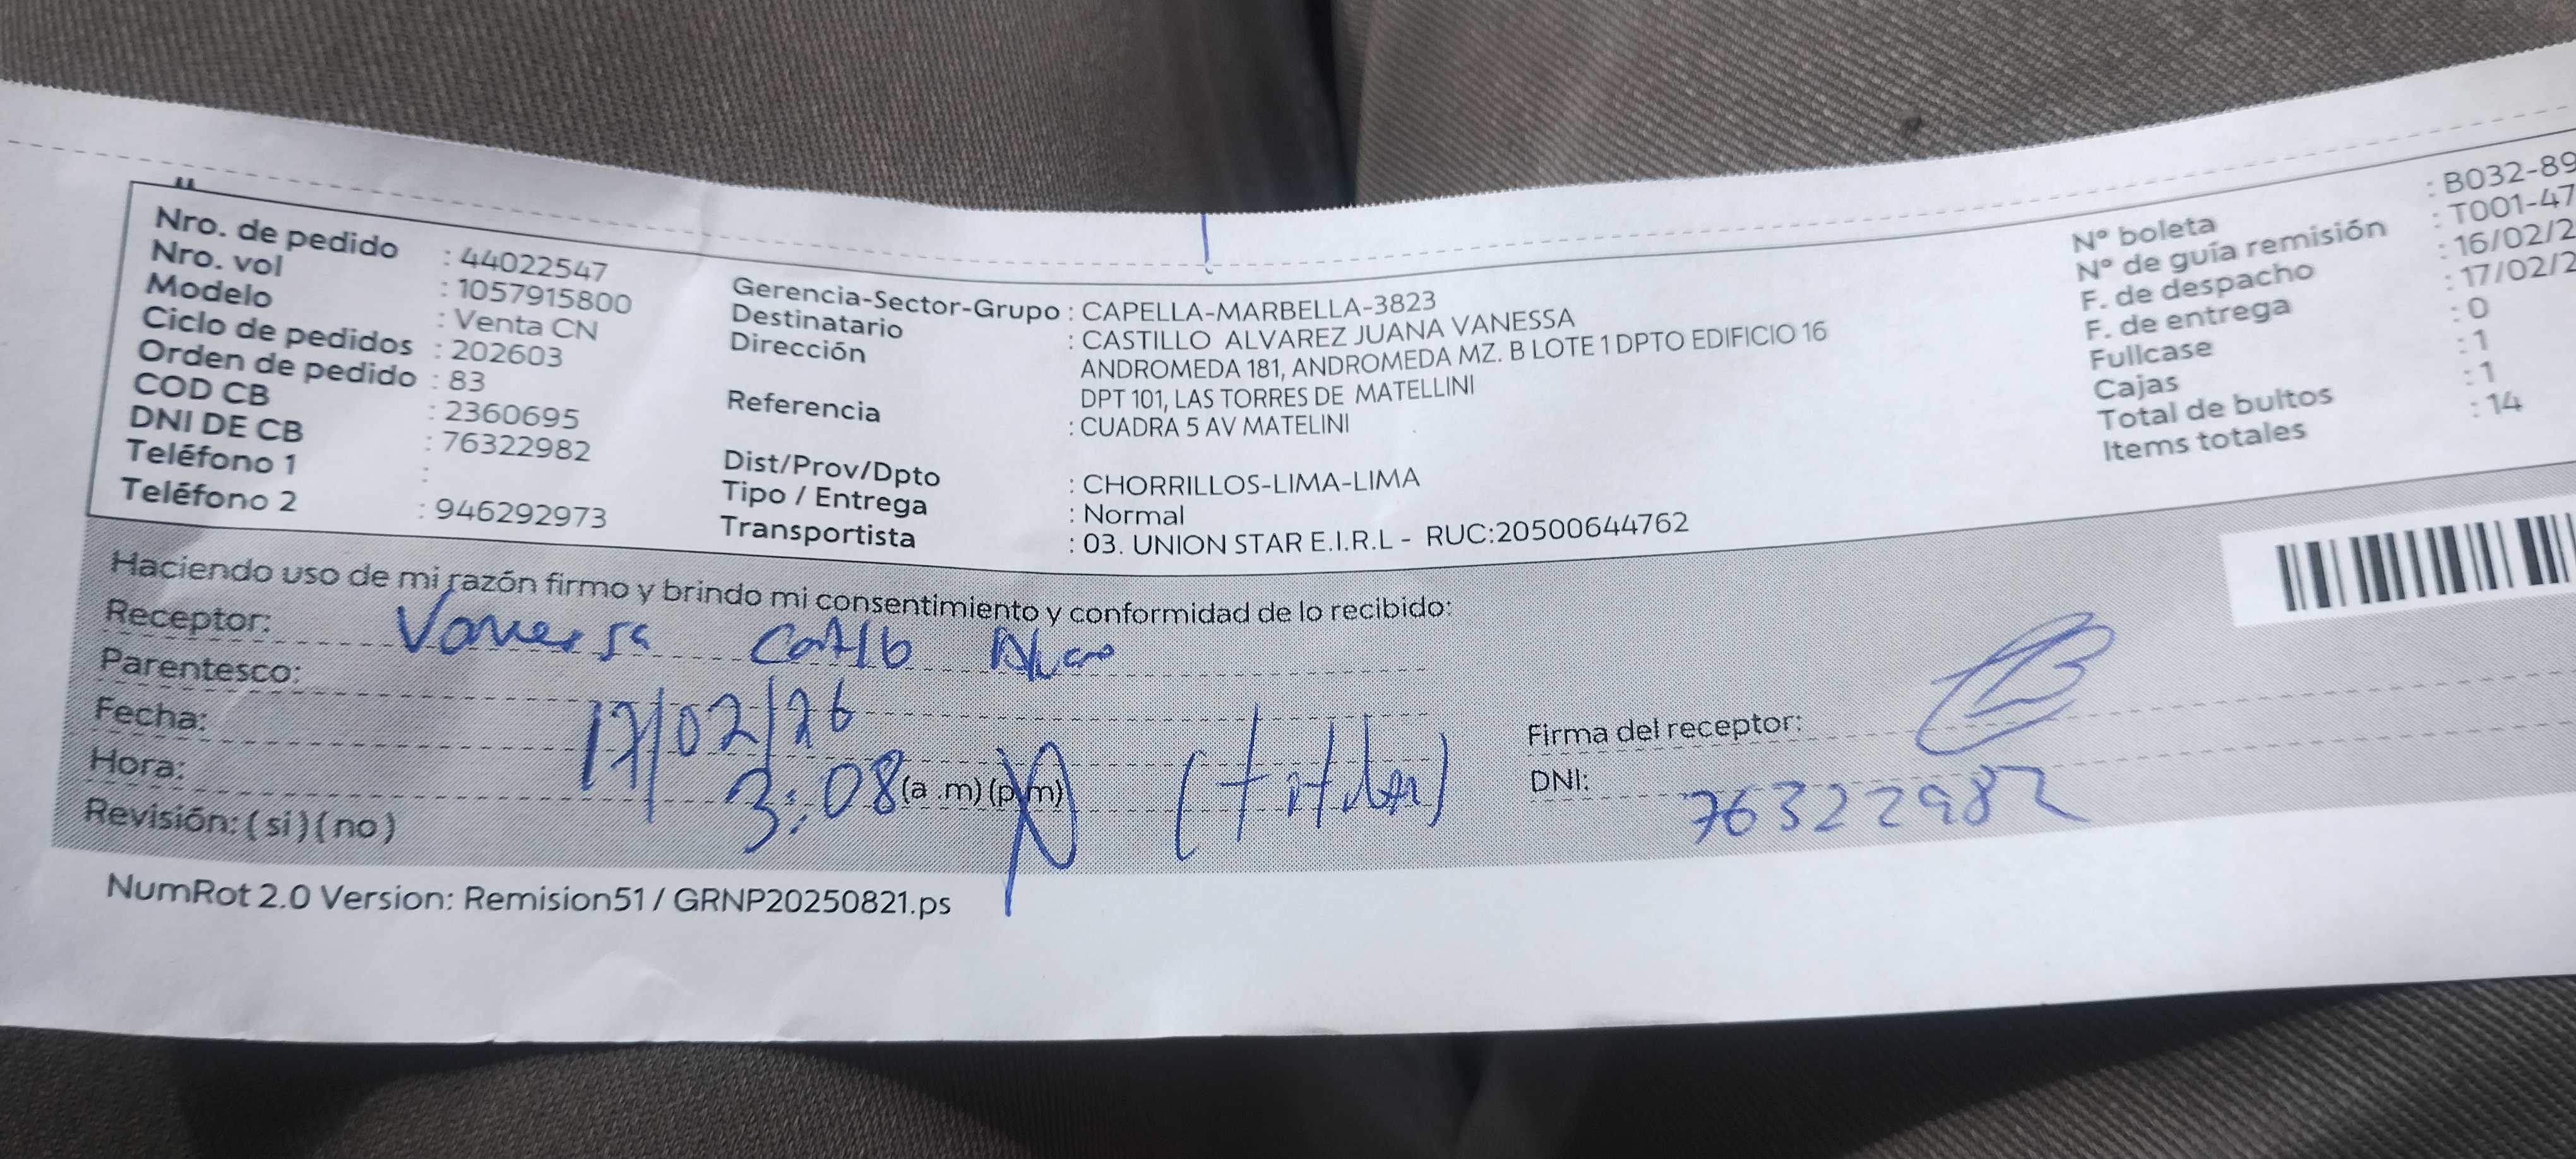 Nro. de pedido : 44022547
Nro. vol : 1057915800
Modelo : Venta CN
Ciclo de pedidos : 202603
Orden de pedido : 83
COD CB : 2360695
DNI DE CB : 76322982
Teléfono 1 :
Teléfono 2 : 946292973
Gerencia-Sector-Grupo : CAPELLA-MARBELLA-3823
Destinatario : CASTILLO ALVAREZ JUANA VANESSA
Dirección ANDROMEDA 181, ANDROMEDA MZ. B LOTE 1 DPTO EDIFICIO 16
DPT 101, LAS TORRES DE MATELLINI
Referencia : CUADRA 5 AV MATELINI
Dist/Prov/Dpto : CHORRILLOS-LIMA-LIMA
Tipo / Entrega : Normal
Transportista : 03. UNION STAR E.I.R.L - RUC:20500644762
N° boleta : B032-89
N° de guía remisión : T001-47
F. de despacho : 16/02/2
F. de entrega : 17/02/2
Fullcase : 0
Cajas : 1
Total de bultos : 1
Items totales : 14
Haciendo uso de mi razón firmo y brindo mi consentimiento y conformidad de lo recibido:
Receptor: Vanessa
Parentesco:
Fecha: 17/02/26
Hora: 3:08 (a .m) (p.m) (titular)
Revisión: ( si ) ( no )
Firma del receptor:
DNI: 76322982
NumRot 2.0 Version: Remision51 / GRNP20250821.ps